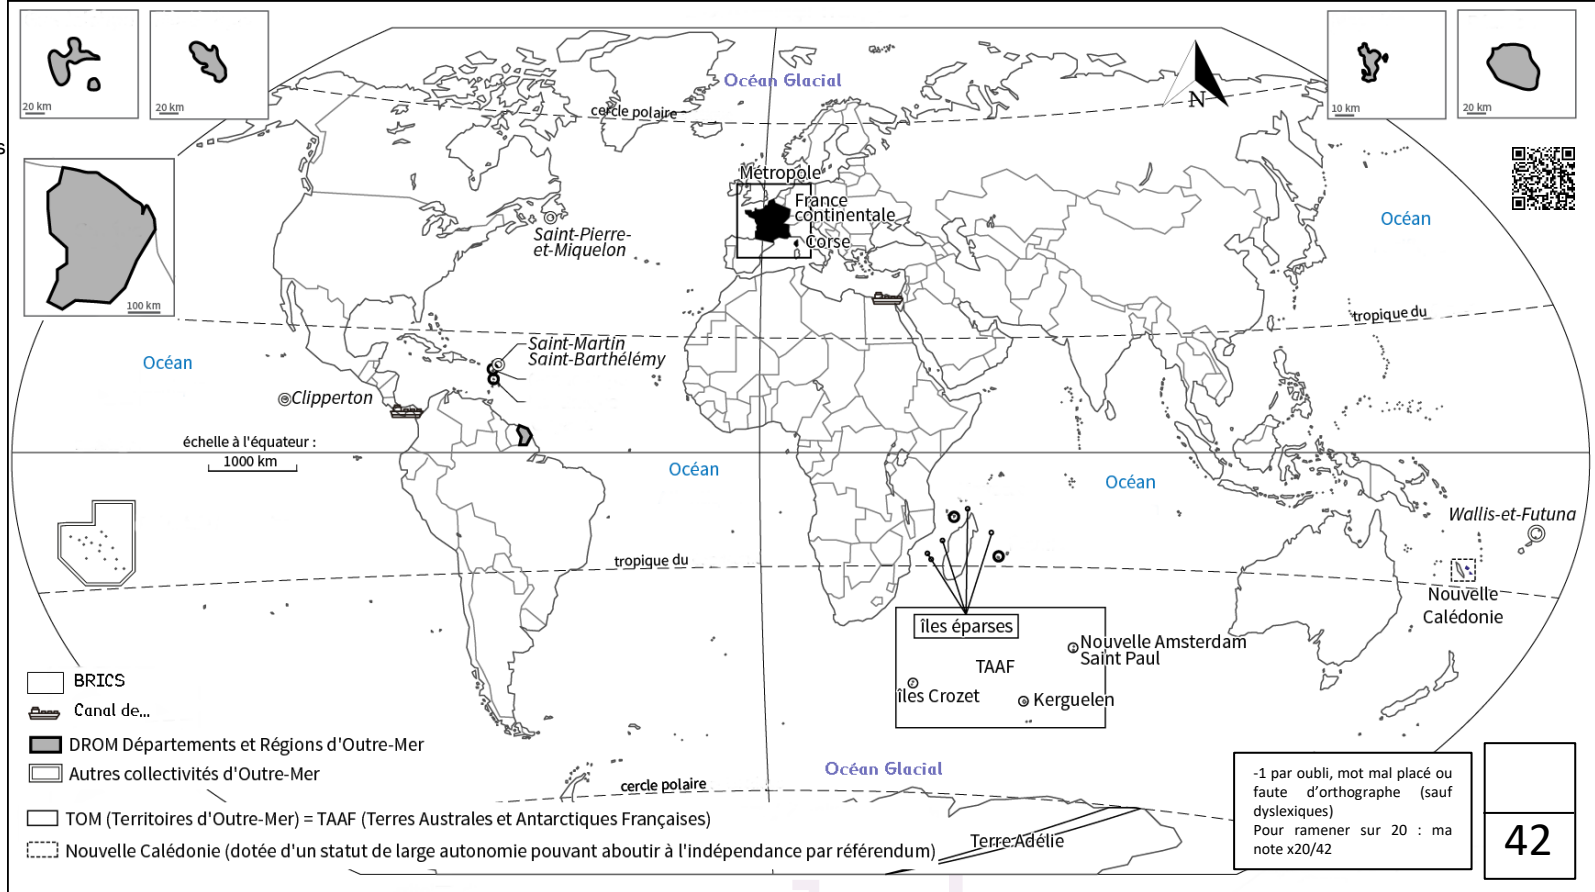 20 km
20 km
10 km
20 km
s
Océan Glacial
N
cercle polaire
Métropole
France
continentale
Corse
Océan
Saint-Pierre-
et-Miquelon
100 km
tropique du
Saint-Martin
Saint-Barthélémy
Océan
Clipperton
échelle à l'équateur :
1000 km
Océan
Océan
Wallis-et-Futuna
tropique du
Nouvelle
Calédonie
îles éparses
Nouvelle Amsterdam
Saint Paul
TAAF
îles Crozet
Kerguelen
BRICS
Canal de...
DROM Départements et Régions d'Outre-Mer
Autres collectivités d'Outre-Mer
Océan Glacial
cercle polaire
TOM (Territoires d'Outre-Mer) = TAAF (Terres Australes et Antarctiques Françaises)
Nouvelle Calédonie (dotée d'un statut de large autonomie pouvant aboutir à l'indépendance par référendum)
Terre Adélie
-1 par oubli, mot mal placé ou
faute d'orthographe (sauf
dyslexiques)
Pour ramener sur 20 : ma
note x20/42
42